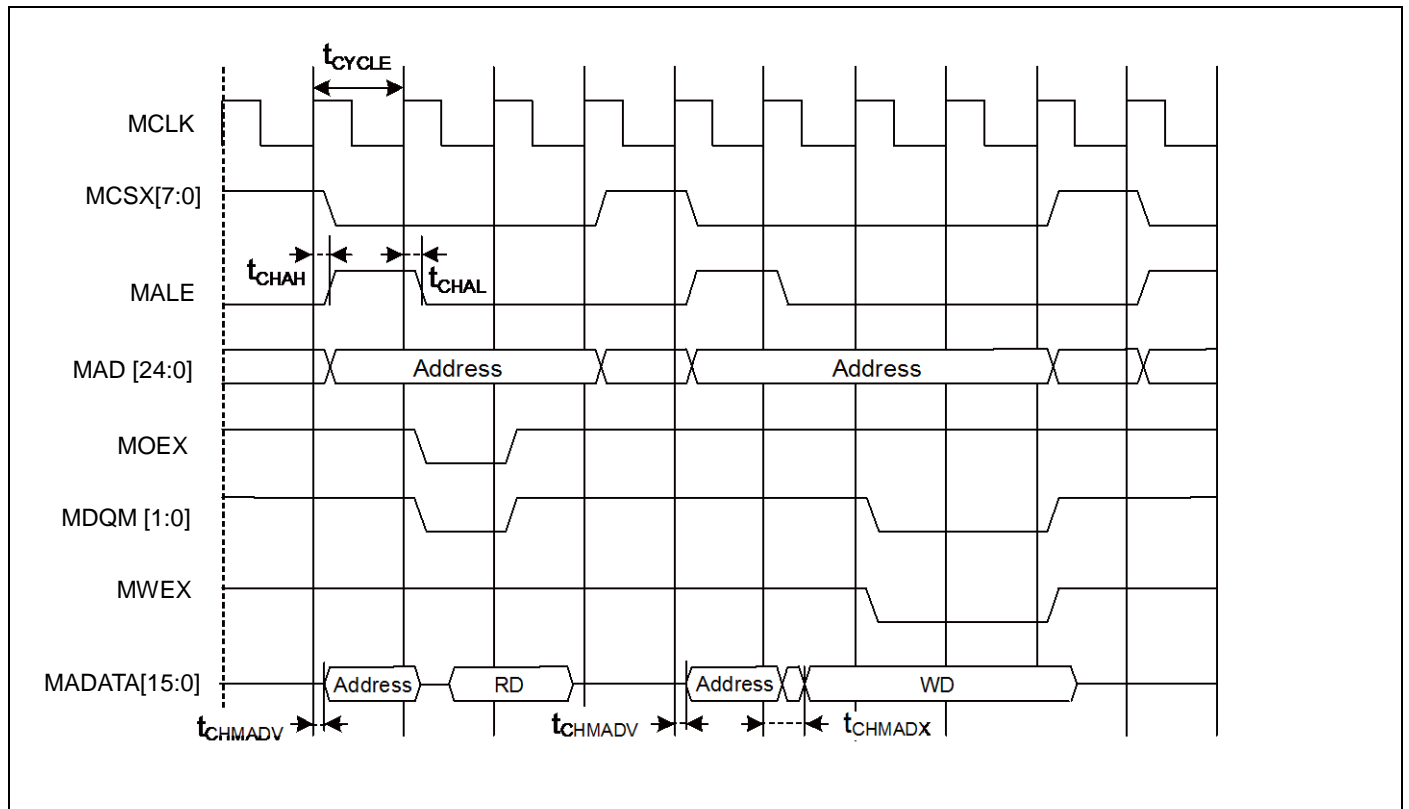 tCYCLE
MCLK
MCSX[7:0]
tCHAH
tCHAL
MALE
MAD [24:0]
Address
Address
MOEX
MDQM [1:0]
MWEX
MADATA[15:0]
Address
RD
Address
WD
tCHMADV
tCHMADV
tCHMADX